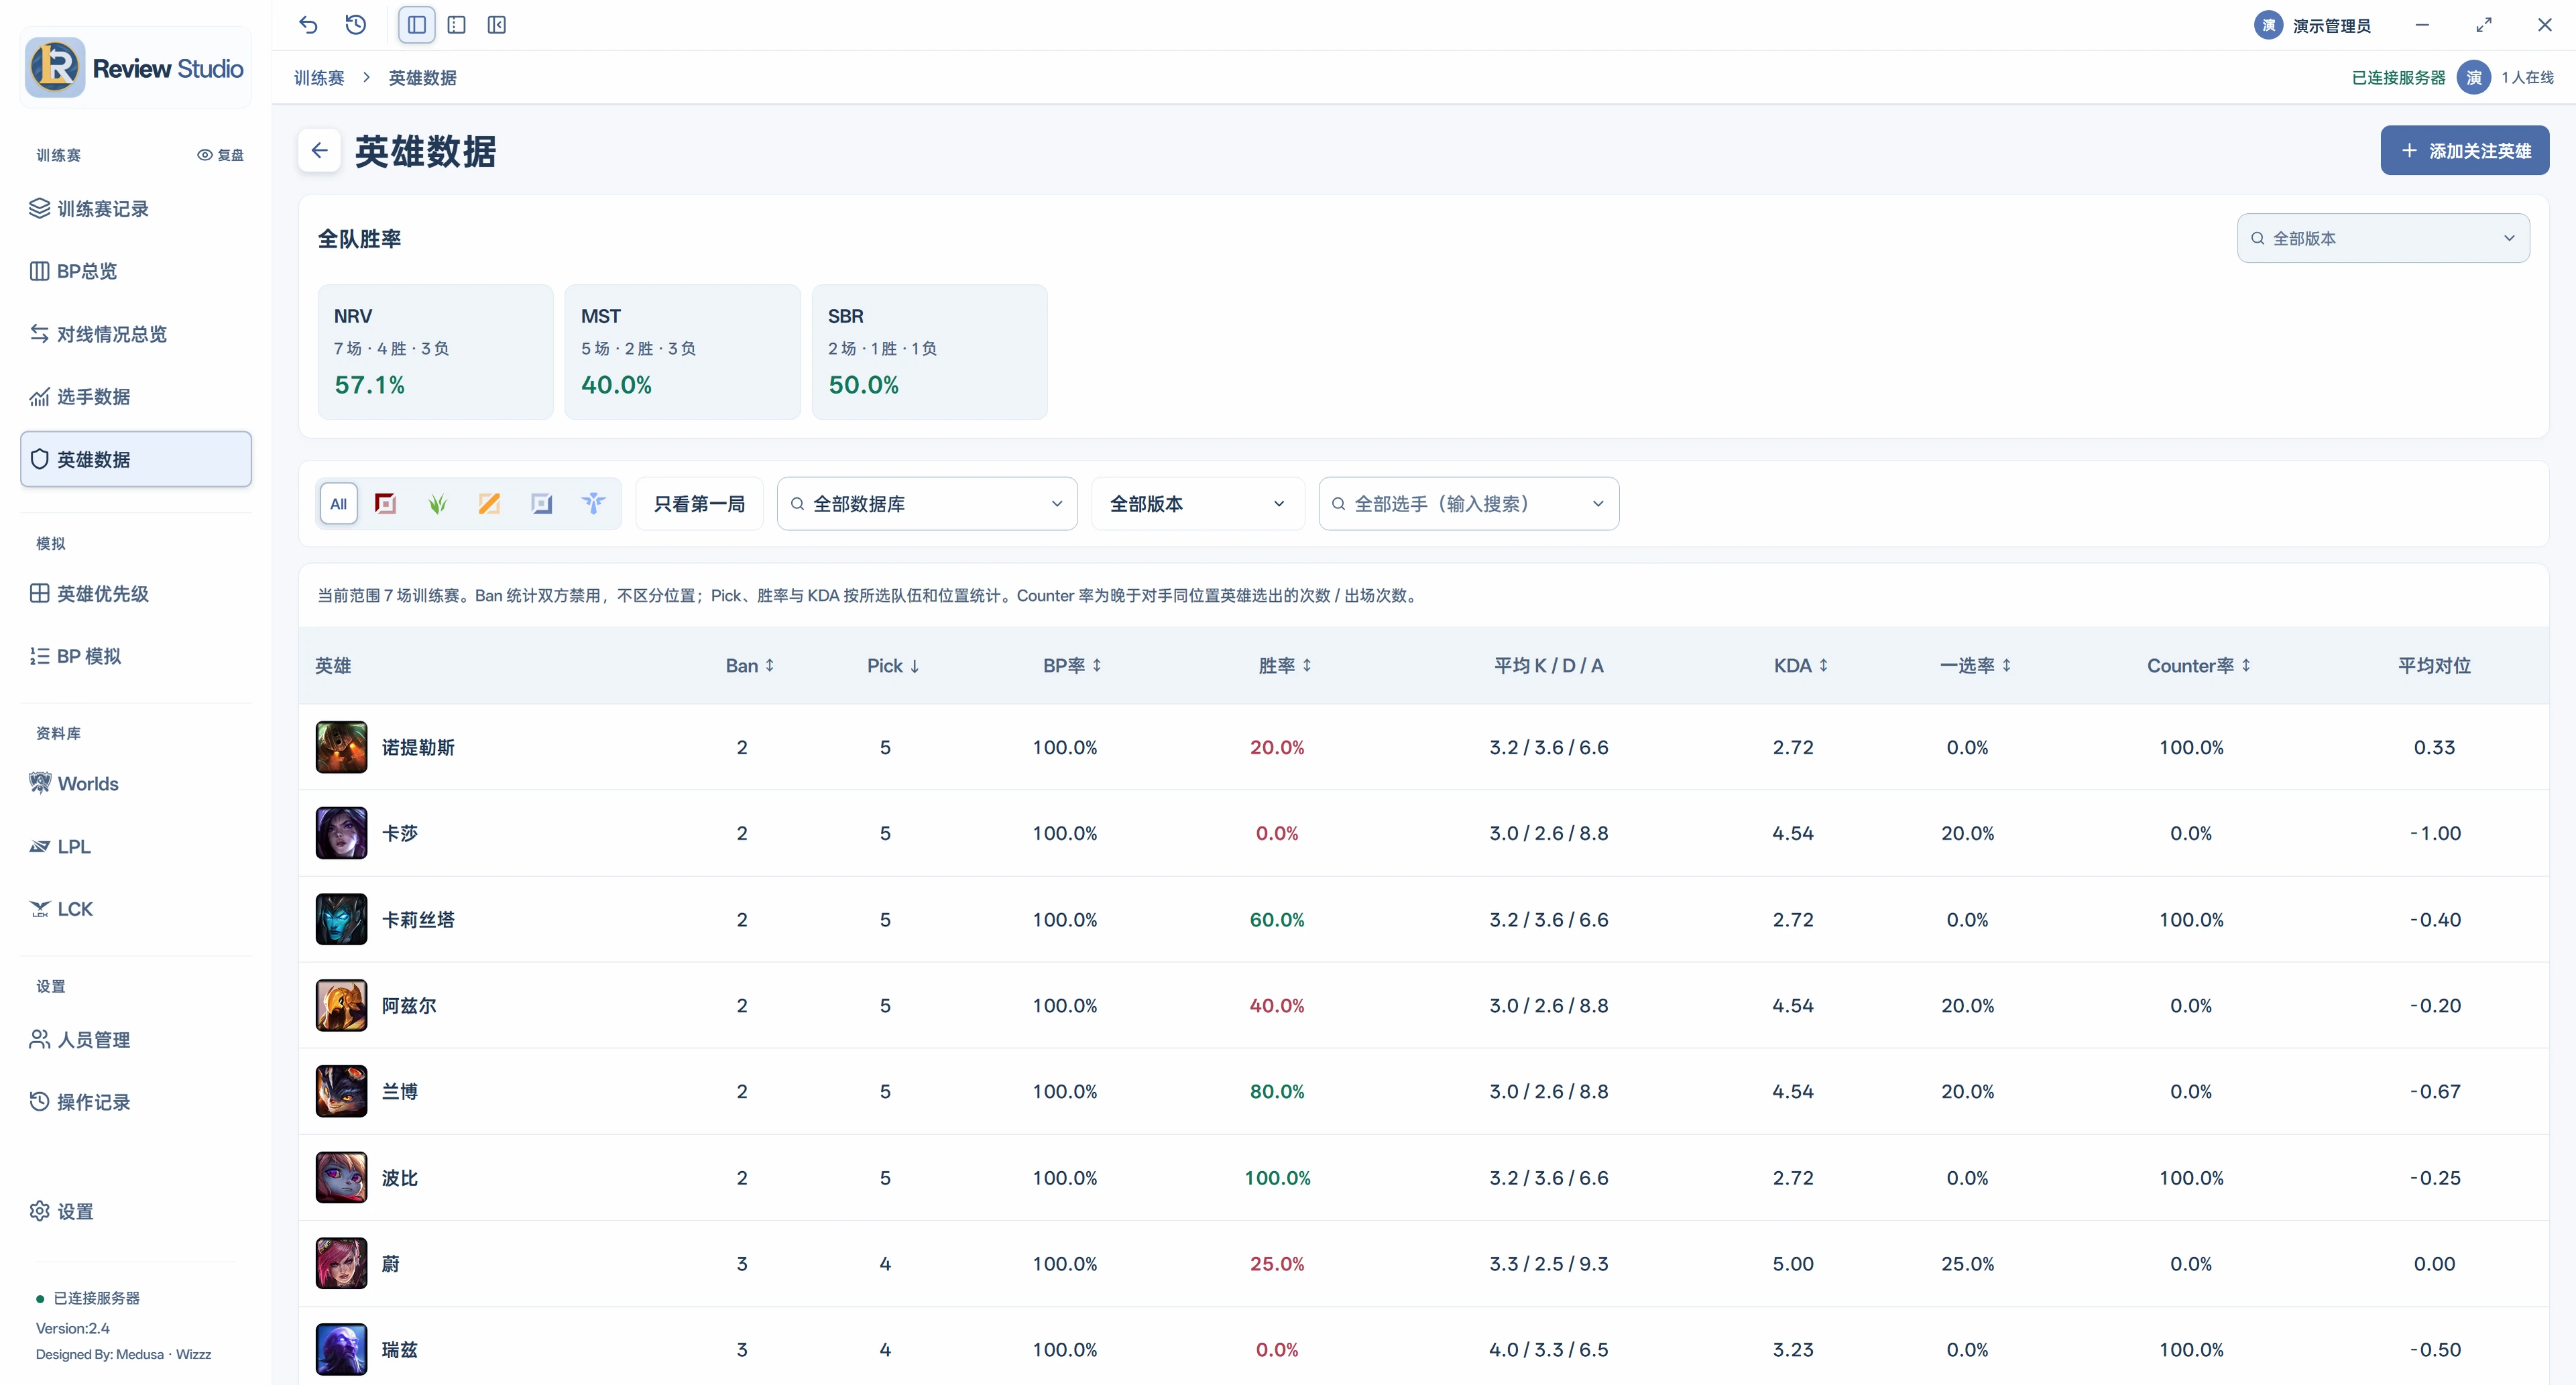 演 演示管理员
Review Studio
训练赛 > 英雄数据
已连接服务器 演 1 人在线
训练赛 复盘
训练赛记录
BP总览
对线情况总览
选手数据
英雄数据
模拟
英雄优先级
BP 模拟
资料库
Worlds
LPL
LCK
设置
人员管理
操作记录
设置
已连接服务器
Version:2.4
Designed By: Medusa · Wizzz
英雄数据
+ 添加关注英雄
全队胜率
全部版本
NRV
7 场 · 4 胜 · 3 负
57.1%
MST
5 场 · 2 胜 · 3 负
40.0%
SBR
2 场 · 1 胜 · 1 负
50.0%
All 只看第一局 全部数据库 全部版本 全部选手（输入搜索）
当前范围 7 场训练赛。Ban 统计双方禁用，不区分位置；Pick、胜率与 KDA 按所选队伍和位置统计。Counter 率为晚于对手同位置英雄选出的次数 / 出场次数。
英雄 Ban ↕ Pick ↓ BP率 ↕ 胜率 ↕ 平均 K / D / A KDA ↕ 一选率 ↕ Counter率 ↕ 平均对位
诺提勒斯 2 5 100.0% 20.0% 3.2 / 3.6 / 6.6 2.72 0.0% 100.0% 0.33
卡莎 2 5 100.0% 0.0% 3.0 / 2.6 / 8.8 4.54 20.0% 0.0% -1.00
卡莉丝塔 2 5 100.0% 60.0% 3.2 / 3.6 / 6.6 2.72 0.0% 100.0% -0.40
阿兹尔 2 5 100.0% 40.0% 3.0 / 2.6 / 8.8 4.54 20.0% 0.0% -0.20
兰博 2 5 100.0% 80.0% 3.0 / 2.6 / 8.8 4.54 20.0% 0.0% -0.67
波比 2 5 100.0% 100.0% 3.2 / 3.6 / 6.6 2.72 0.0% 100.0% -0.25
蔚 3 4 100.0% 25.0% 3.3 / 2.5 / 9.3 5.00 25.0% 0.0% 0.00
瑞兹 3 4 100.0% 0.0% 4.0 / 3.3 / 6.5 3.23 0.0% 100.0% -0.50